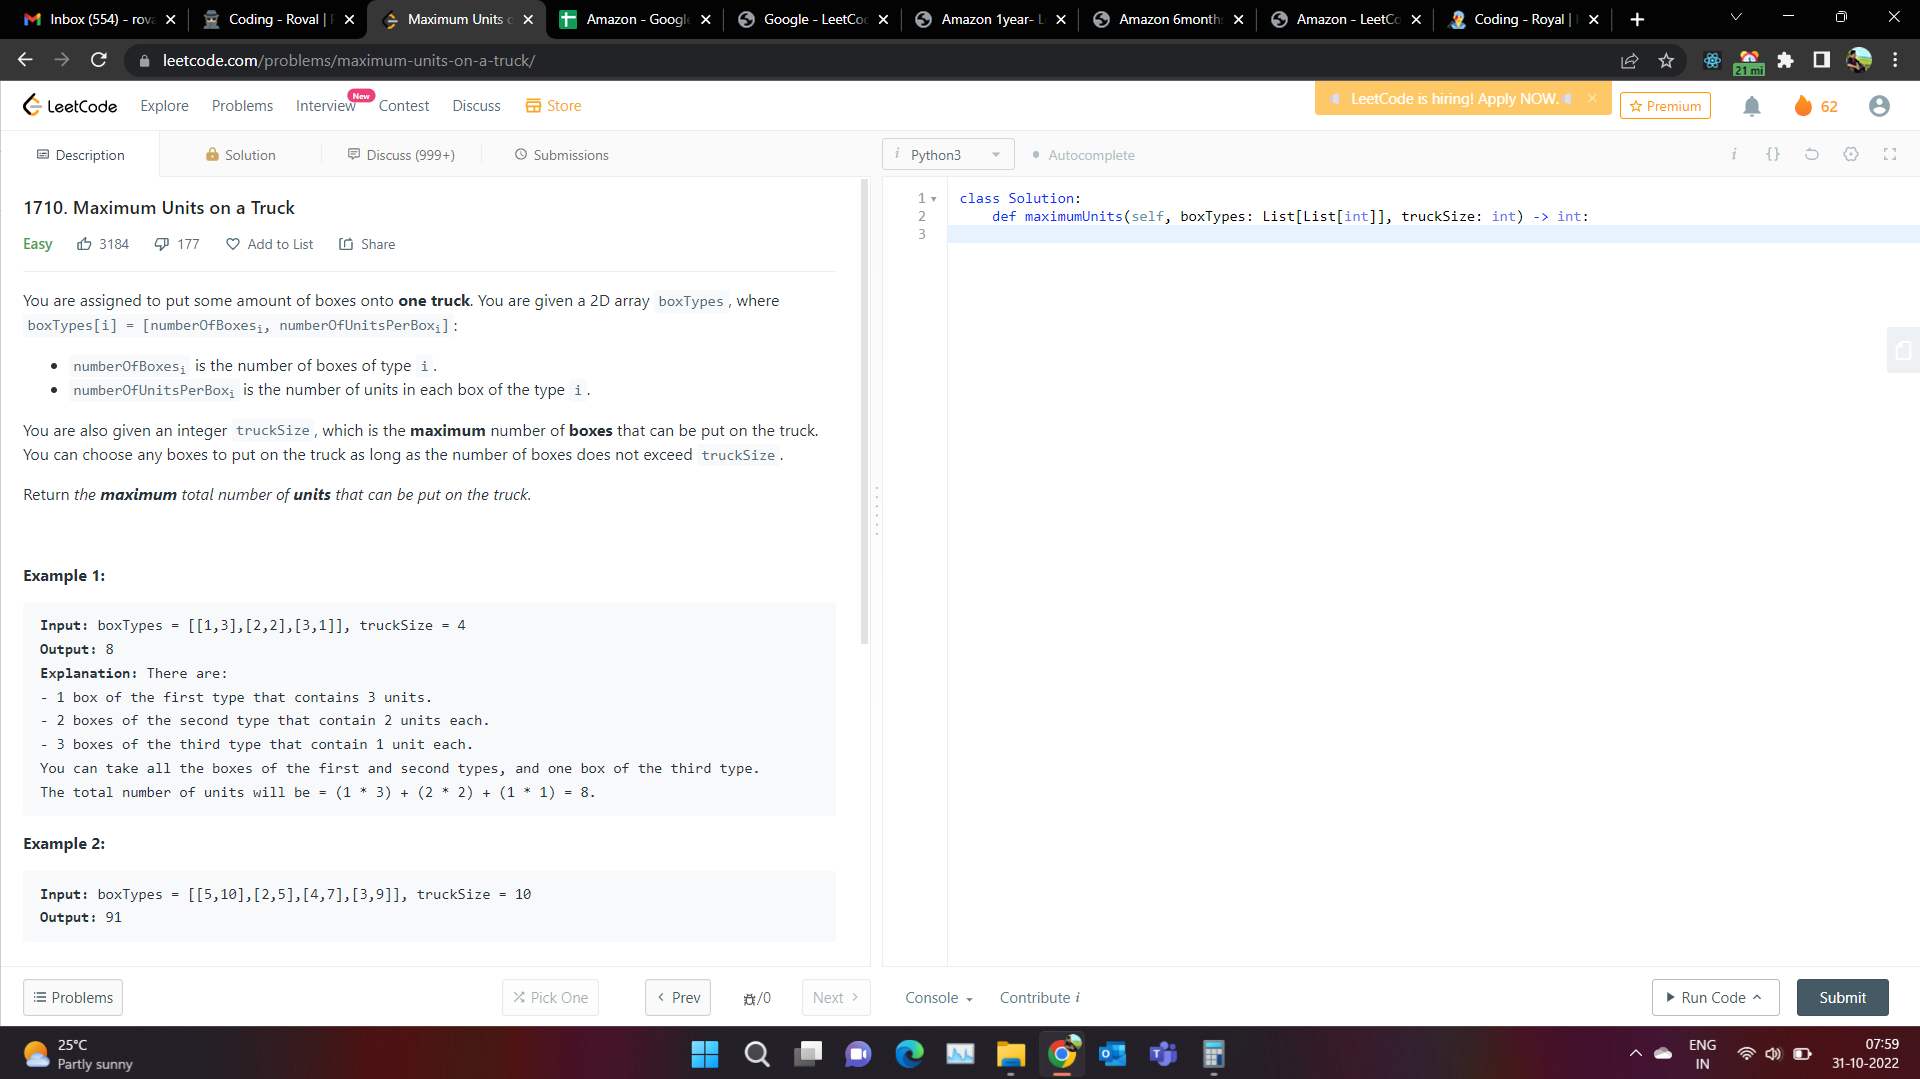 Inbox (554) - rova
Coding - Roval |
Maximum Units o
Amazon - Google
Google - LeetCod
Amazon 1year- L
Amazon 6month
Amazon - LeetCo
Coding - Royal |
leetcode.com/problems/maximum-units-on-a-truck/
21 mi
LeetCode
Explore
Problems
Interview
New
Contest
Discuss
Store
LeetCode is hiring! Apply NOW.
Premium
62
Description
Solution
Discuss (999+)
Submissions
i Python3
Autocomplete
i {}
1710. Maximum Units on a Truck
Easy 3184 177 Add to List Share
You are assigned to put some amount of boxes onto one truck. You are given a 2D array boxTypes, where
boxTypes[i] = [numberOfBoxesi, numberOfUnitsPerBoxi]:
• numberOfBoxesi is the number of boxes of type i.
• numberOfUnitsPerBoxi is the number of units in each box of the type i.
You are also given an integer truckSize, which is the maximum number of boxes that can be put on the truck.
You can choose any boxes to put on the truck as long as the number of boxes does not exceed truckSize.
Return the maximum total number of units that can be put on the truck.
Example 1:
Input: boxTypes = [[1,3],[2,2],[3,1]], truckSize = 4
Output: 8
Explanation: There are:
- 1 box of the first type that contains 3 units.
- 2 boxes of the second type that contain 2 units each.
- 3 boxes of the third type that contain 1 unit each.
You can take all the boxes of the first and second types, and one box of the third type.
The total number of units will be = (1 * 3) + (2 * 2) + (1 * 1) = 8.
Example 2:
Input: boxTypes = [[5,10],[2,5],[4,7],[3,9]], truckSize = 10
Output: 91
1 class Solution:
2 def maximumUnits(self, boxTypes: List[List[int]], truckSize: int) -> int:
3
Problems
Pick One
Prev
/0
Next
Console
Contribute i
Run Code
Submit
25°C
Partly sunny
ENG
IN
07:59
31-10-2022